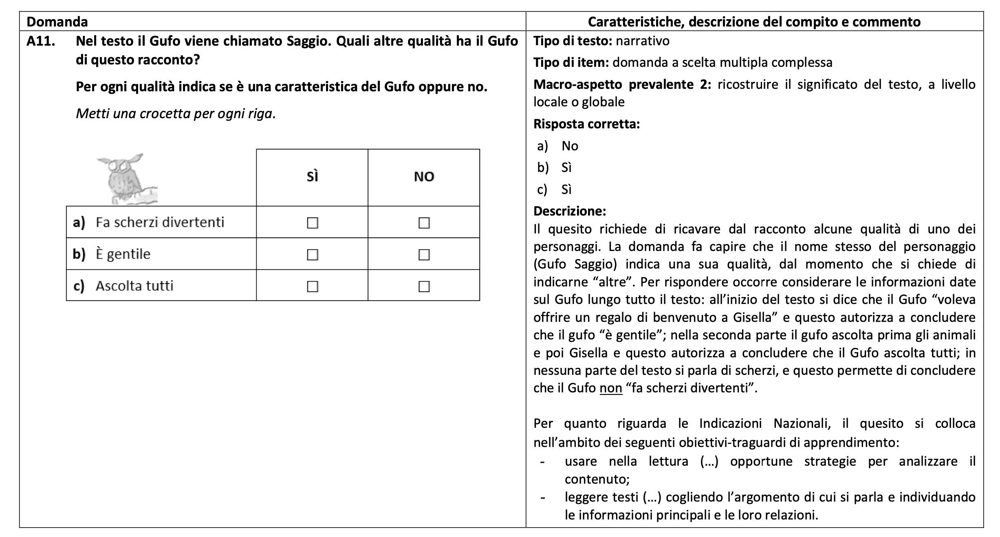 Domanda
Caratteristiche, descrizione del compito e commento
A11. Nel testo il Gufo viene chiamato Saggio. Quali altre qualità ha il Gufo
di questo racconto?
Per ogni qualità indica se è una caratteristica del Gufo oppure no.
Metti una crocetta per ogni riga.
SÌ NO
a) Fa scherzi divertenti
b) È gentile
c) Ascolta tutti
Tipo di testo: narrativo
Tipo di item: domanda a scelta multipla complessa
Macro-aspetto prevalente 2: ricostruire il significato del testo, a livello
locale o globale
Risposta corretta:
a) No
b) Sì
c) Sì
Descrizione:
Il quesito richiede di ricavare dal racconto alcune qualità di uno dei
personaggi. La domanda fa capire che il nome stesso del personaggio
(Gufo Saggio) indica una sua qualità, dal momento che si chiede di
indicarne “altre”. Per rispondere occorre considerare le informazioni date
sul Gufo lungo tutto il testo: all’inizio del testo si dice che il Gufo “voleva
offrire un regalo di benvenuto a Gisella” e questo autorizza a concludere
che il gufo “è gentile”; nella seconda parte il gufo ascolta prima gli animali
e poi Gisella e questo autorizza a concludere che il Gufo ascolta tutti; in
nessuna parte del testo si parla di scherzi, e questo permette di concludere
che il Gufo non “fa scherzi divertenti”.
Per quanto riguarda le Indicazioni Nazionali, il quesito si colloca
nell’ambito dei seguenti obiettivi-traguardi di apprendimento:
- usare nella lettura (…) opportune strategie per analizzare il
contenuto;
- leggere testi (…) cogliendo l’argomento di cui si parla e individuando
le informazioni principali e le loro relazioni.